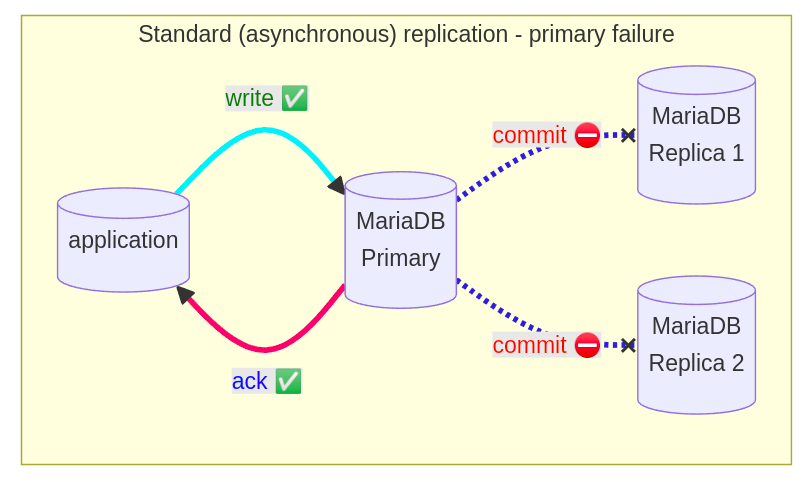 Standard (asynchronous) replication - primary failure
write ✅
commit ⛔
MariaDB
Replica 1
application
MariaDB
Primary
commit ⛔
MariaDB
Replica 2
ack ✅